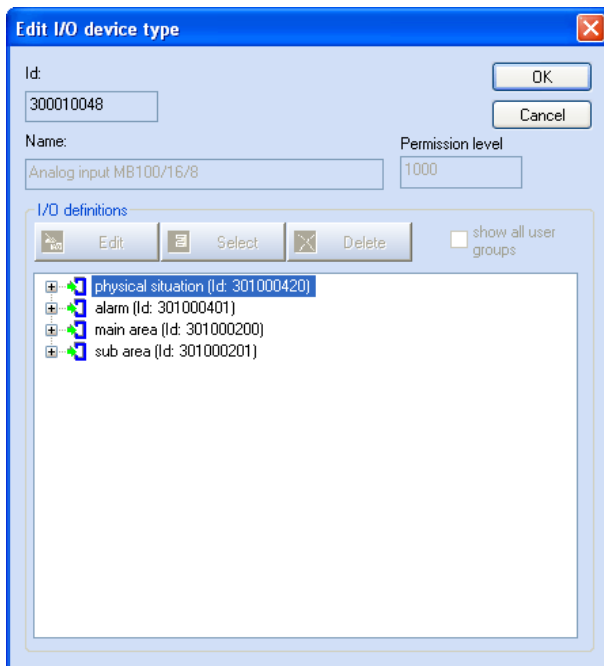 Edit I/O device type
Id:
OK
300010048
Cancel
Name:
Permission level
Analog input MB100/16/8
1000
I/O definitions
Edit
Select
Delete
show all user
groups
physical situation (Id: 301000420)
alarm (Id: 301000401)
main area (Id: 301000200)
sub area (Id: 301000201)